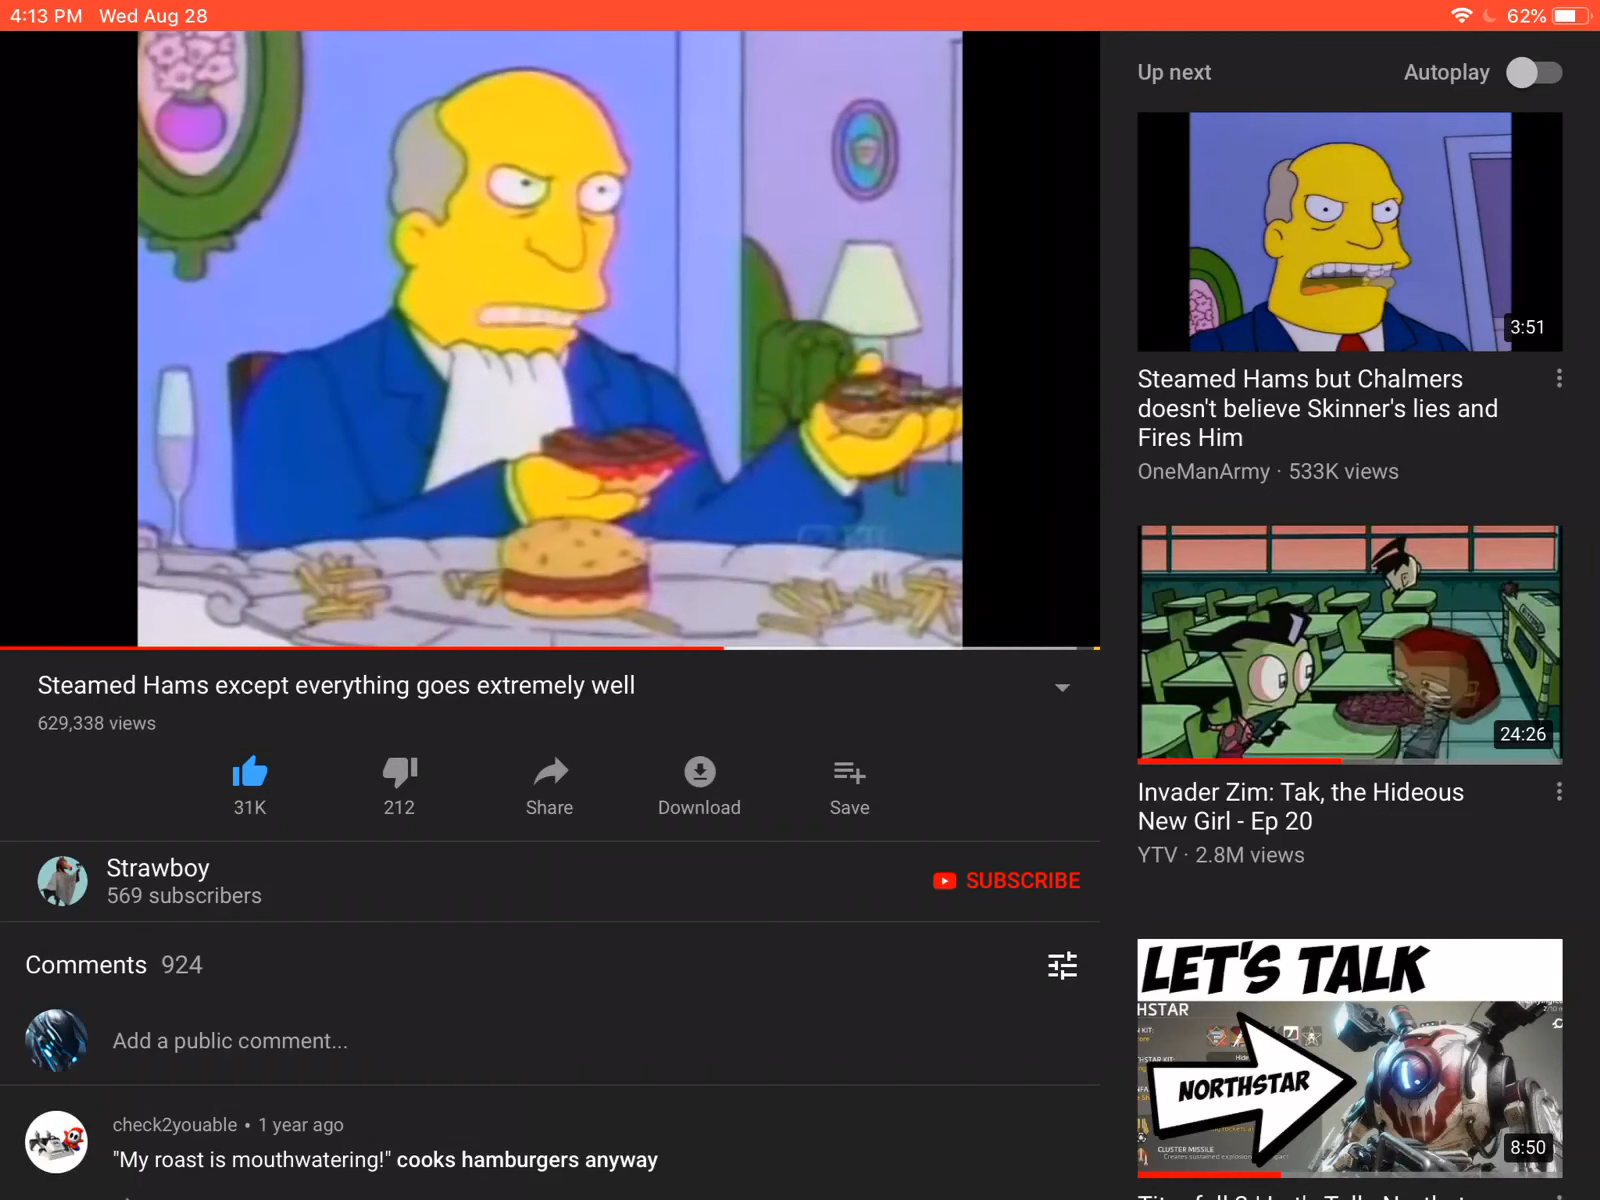 4:13 PM Wed Aug 28
62%
Steamed Hams except everything goes extremely well
629,338 views
31K
212
Share
Download
Save
Strawboy
569 subscribers
SUBSCRIBE
Comments 924
Add a public comment...
check2youable • 1 year ago
"My roast is mouthwatering!" cooks hamburgers anyway
Up next
Autoplay
3:51
Steamed Hams but Chalmers
doesn't believe Skinner's lies and
Fires Him
OneManArmy · 533K views
24:26
Invader Zim: Tak, the Hideous
New Girl - Ep 20
YTV · 2.8M views
LET'S TALK
HSTAR
KIT:
HSTAR KIT:
NORTHSTAR
CLUSTER MISSILE
8:50